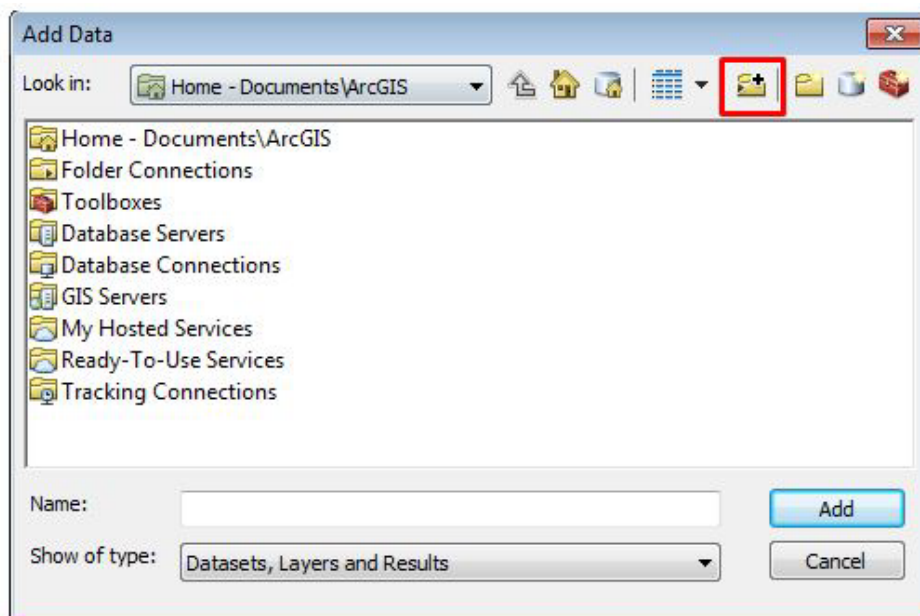 Add Data
Look in: Home - Documents\ArcGIS
Home - Documents\ArcGIS
Folder Connections
Toolboxes
Database Servers
Database Connections
GIS Servers
My Hosted Services
Ready-To-Use Services
Tracking Connections
Name: Add
Show of type: Datasets, Layers and Results Cancel